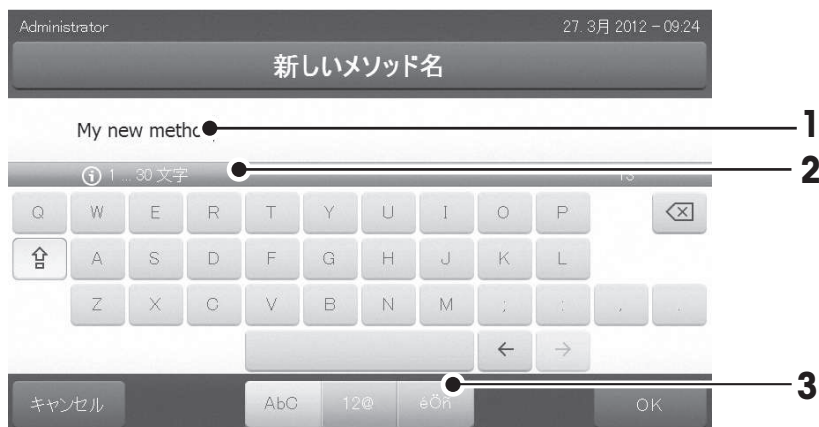 Administrator 27. 3月 2012 - 09:24
新しいメソッド名
My new metho 1
1 ... 30 文字 13 2
Q W E R T Y U I O P
A S D F G H J K L
Z X C V B N M ; : , .
← →
キャンセル AbC 12@ éÖñ OK 3